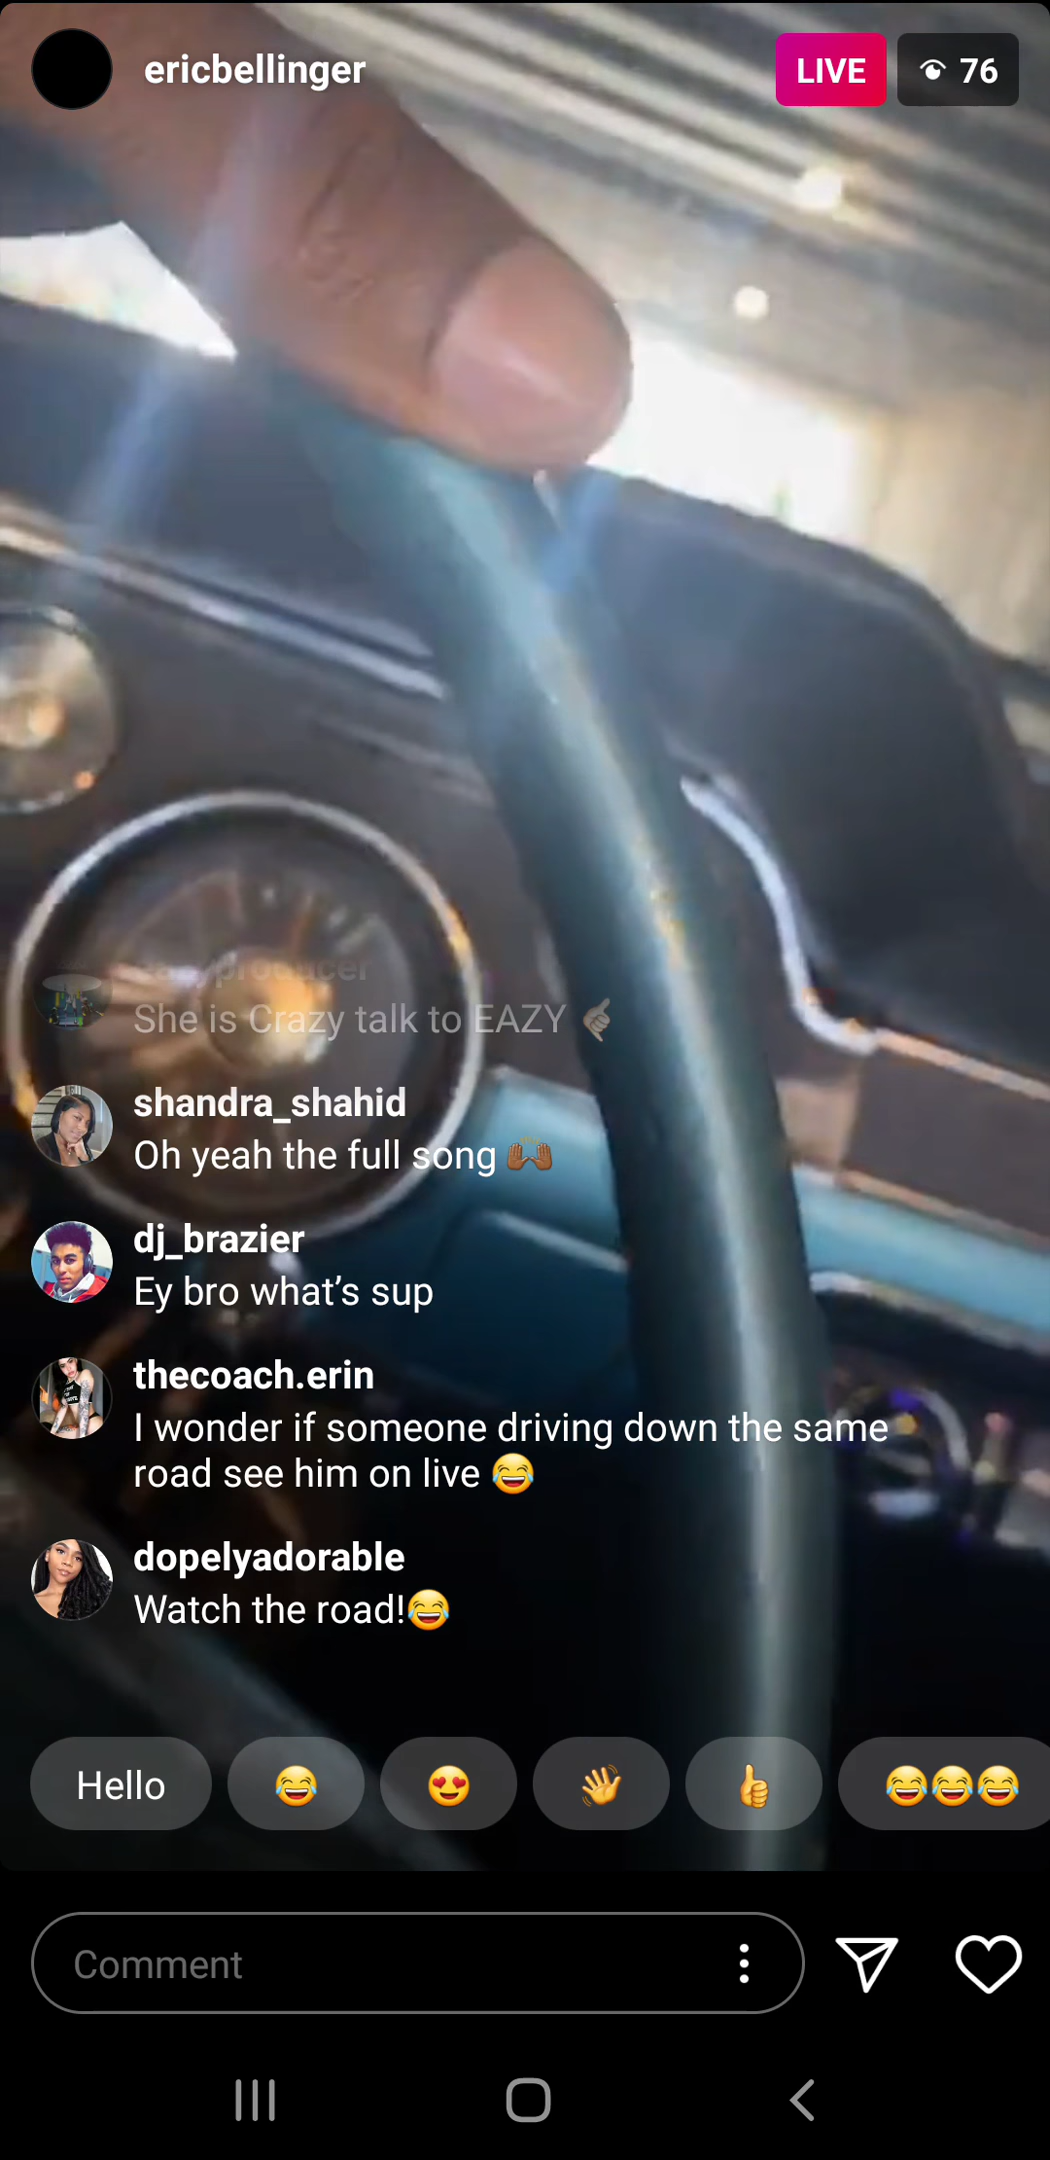 ericbellinger
LIVE
76
producer
She is Crazy talk to EAZY 🤙🏽
shandra_shahid
Oh yeah the full song 🙌🏾
dj_brazier
Ey bro what’s sup
thecoach.erin
I wonder if someone driving down the same
road see him on live 😂
dopelyadorable
Watch the road!😂
Hello 😂 😍 👋 👍 😂😂😂
Comment